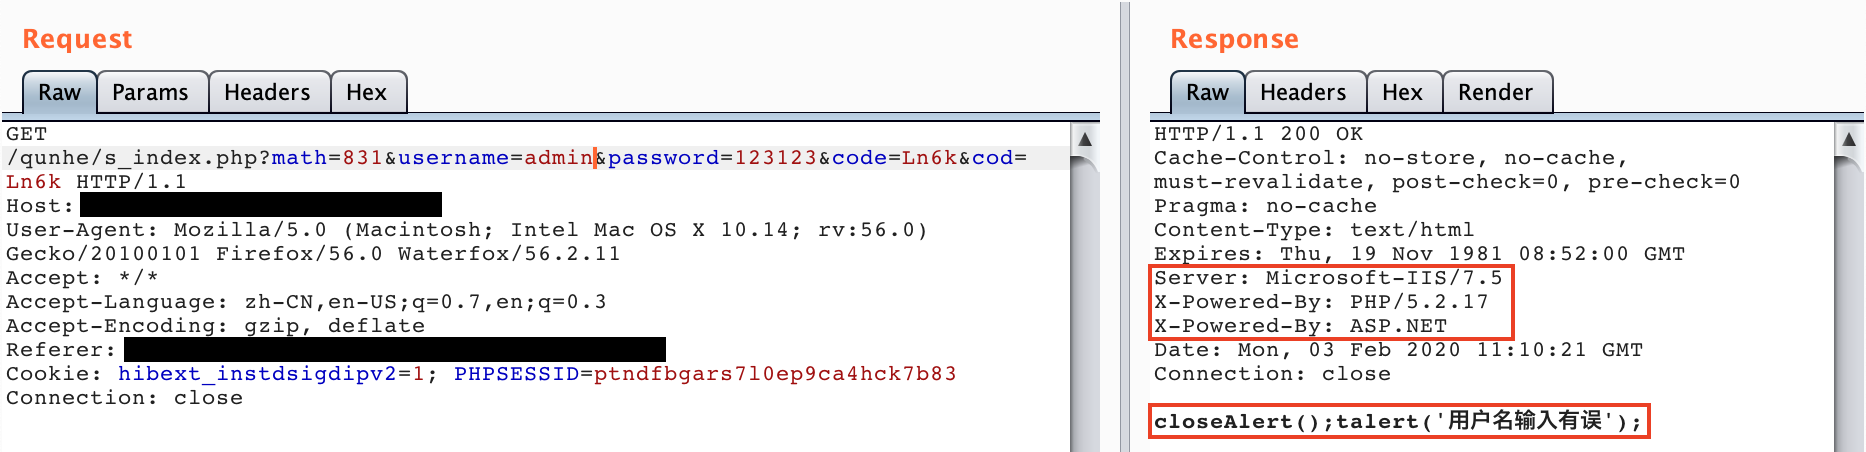 Request
Raw Params Headers Hex
GET
/qunhe/s_index.php?math=831&username=admin&password=123123&code=Ln6k&cod=
Ln6k HTTP/1.1
Host:
User-Agent: Mozilla/5.0 (Macintosh; Intel Mac OS X 10.14; rv:56.0)
Gecko/20100101 Firefox/56.0 Waterfox/56.2.11
Accept: */*
Accept-Language: zh-CN,en-US;q=0.7,en;q=0.3
Accept-Encoding: gzip, deflate
Referer:
Cookie: hibext_instdsigdipv2=1; PHPSESSID=ptndfbgars7l0ep9ca4hck7b83
Connection: close
Response
Raw Headers Hex Render
HTTP/1.1 200 OK
Cache-Control: no-store, no-cache,
must-revalidate, post-check=0, pre-check=0
Pragma: no-cache
Content-Type: text/html
Expires: Thu, 19 Nov 1981 08:52:00 GMT
Server: Microsoft-IIS/7.5
X-Powered-By: PHP/5.2.17
X-Powered-By: ASP.NET
Date: Mon, 03 Feb 2020 11:10:21 GMT
Connection: close
closeAlert();talert('用户名输入有误');